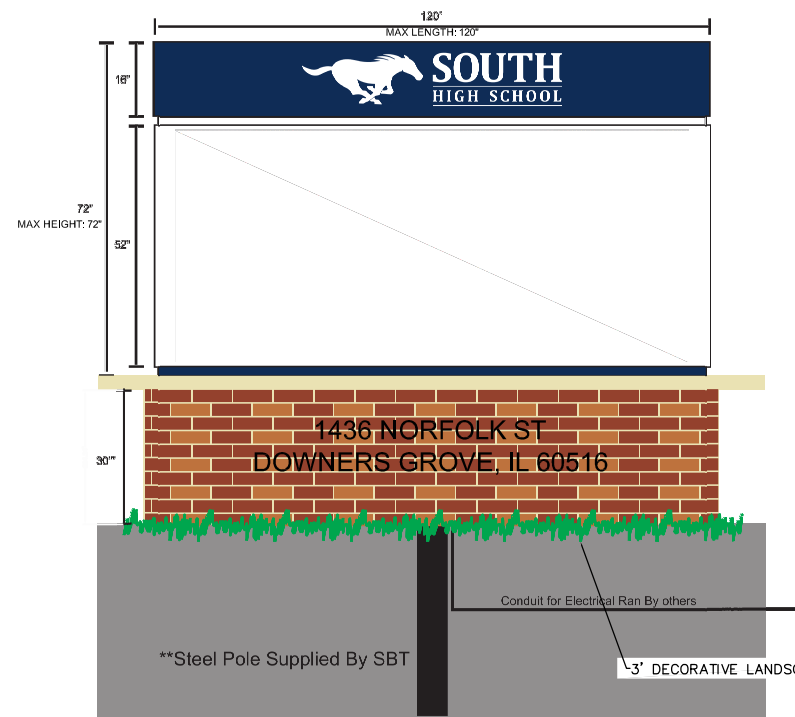 120"
MAX LENGTH: 120"
SOUTH
HIGH SCHOOL
72"
MAX HEIGHT: 72"
52"
1436 NORFOLK ST
DOWNERS GROVE, IL 60516
30"
Conduit for Electrical Ran By others
**Steel Pole Supplied By SBT
3' DECORATIVE LANDSC